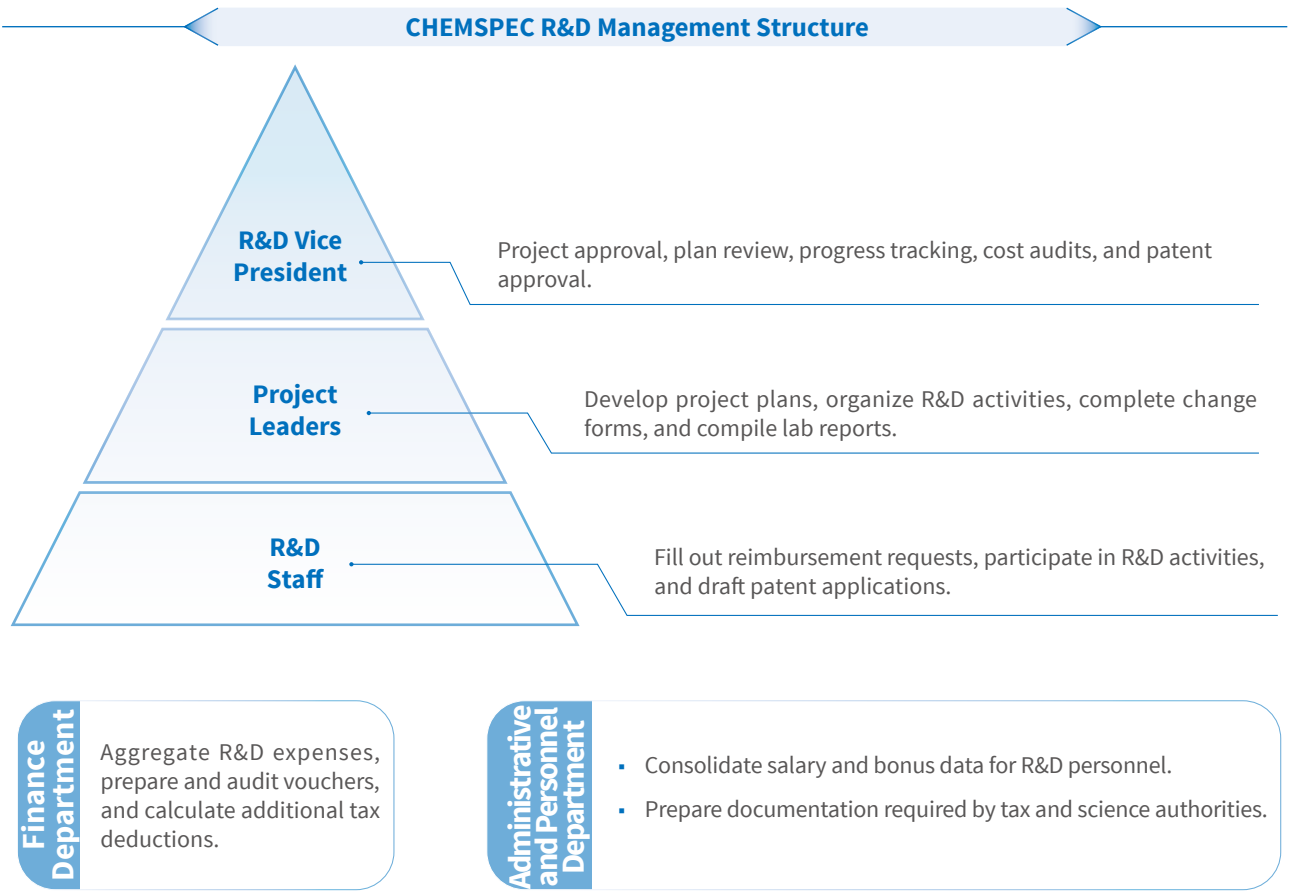 CHEMSPEC R&D Management Structure
R&D Vice
President
Project approval, plan review, progress tracking, cost audits, and patent
approval.
Project
Leaders
Develop project plans, organize R&D activities, complete change
forms, and compile lab reports.
R&D
Staff
Fill out reimbursement requests, participate in R&D activities,
and draft patent applications.
Finance
Department
Aggregate R&D expenses,
prepare and audit vouchers,
and calculate additional tax
deductions.
Administrative
and Personnel
Department
▪ Consolidate salary and bonus data for R&D personnel.
▪ Prepare documentation required by tax and science authorities.